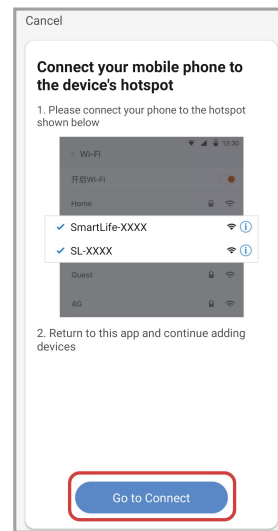 Cancel
Connect your mobile phone to
the device's hotspot
1. Please connect your phone to the hotspot
shown below
12:30
Wi-Fi
开启Wi-Fi
Home
SmartLife-XXXX
SL-XXXX
Guest
4G
2. Return to this app and continue adding
devices
Go to Connect